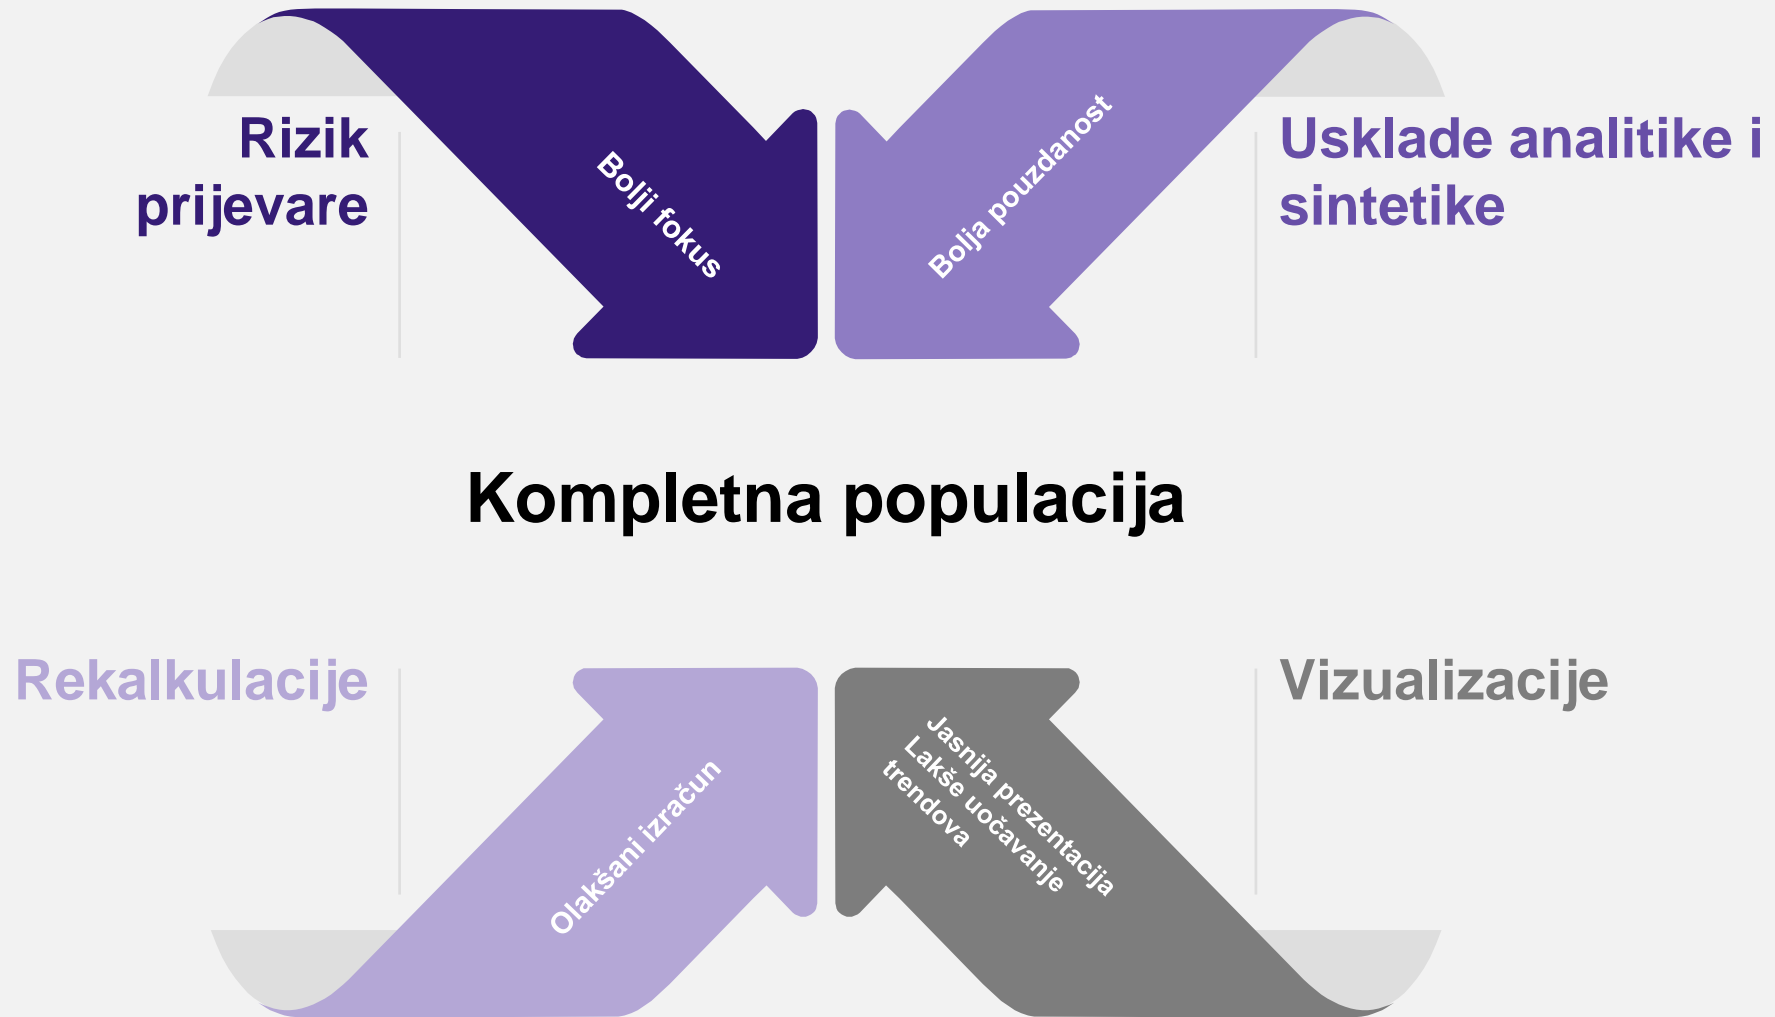 Rizik
prijevare
Bolji fokus
Bolja pouzdanost
Usklade analitike i
sintetike
Kompletna populacija
Rekalkulacije
Olakšani izračun
Jasnija prezentacija
Lakše uočavanje
trendova
Vizualizacije